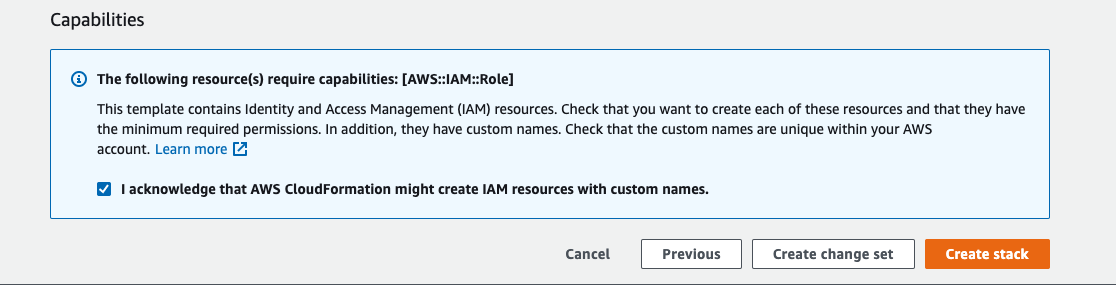 Capabilities
The following resource(s) require capabilities: [AWS::IAM::Role]
This template contains Identity and Access Management (IAM) resources. Check that you want to create each of these resources and that they have
the minimum required permissions. In addition, they have custom names. Check that the custom names are unique within your AWS
account. Learn more
I acknowledge that AWS CloudFormation might create IAM resources with custom names.
Cancel Previous Create change set Create stack